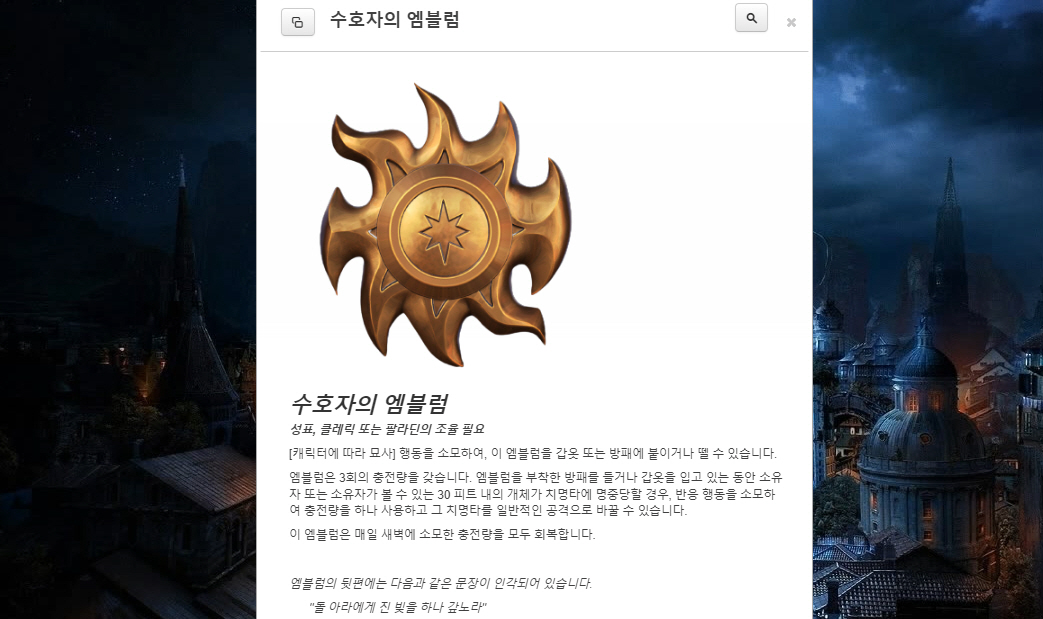 수호자의 엠블럼
수호자의 엠블럼
성표, 클레릭 또는 팔라딘의 조율 필요
[캐릭터에 따라 묘사] 행동을 소모하여, 이 엠블럼을 갑옷 또는 방패에 붙이거나 뗄 수 있습니다.
엠블럼은 3회의 충전량을 갖습니다. 엠블럼을 부착한 방패를 들거나 갑옷을 입고 있는 동안 소유
자 또는 소유자가 볼 수 있는 30 피트 내의 개체가 치명타에 명중당할 경우, 반응 행동을 소모하
여 충전량을 하나 사용하고 그 치명타를 일반적인 공격으로 바꿀 수 있습니다.
이 엠블럼은 매일 새벽에 소모한 충전량을 모두 회복합니다.
엠블럼의 뒷편에는 다음과 같은 문장이 인각되어 있습니다.
"돌 아라에게 진 빚을 하나 갚노라"